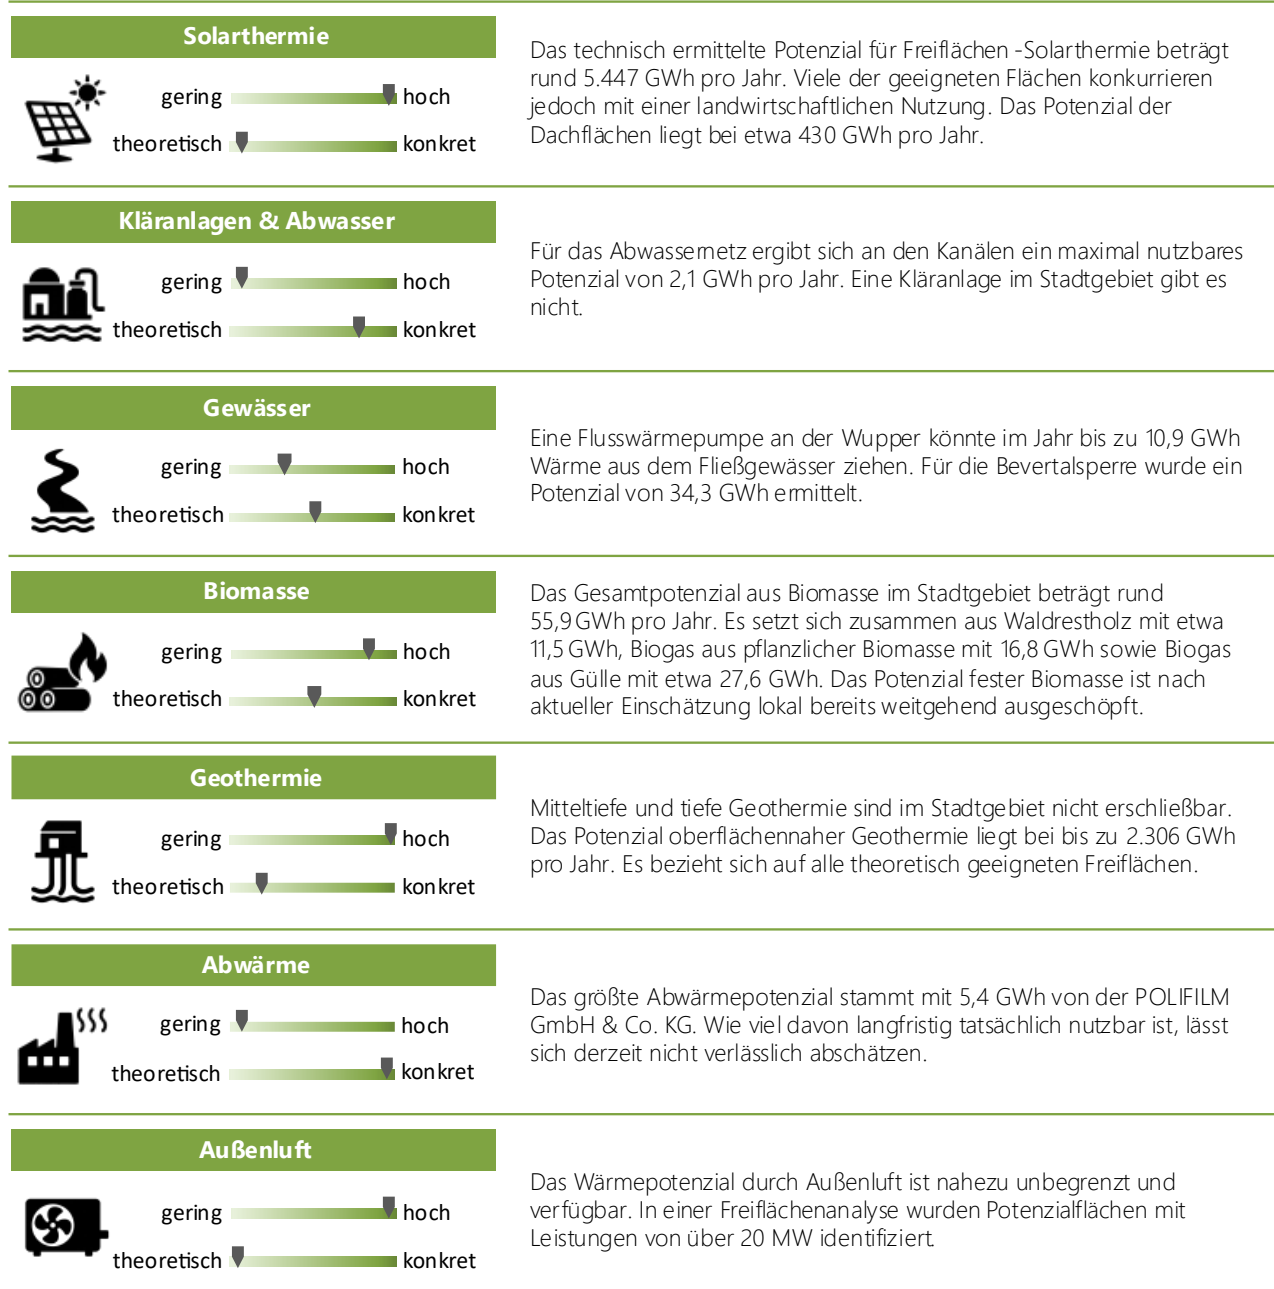 Solarthermie
gering hoch
theoretisch konkret
Das technisch ermittelte Potenzial für Freiflächen -Solarthermie beträgt
rund 5.447 GWh pro Jahr. Viele der geeigneten Flächen konkurrieren
jedoch mit einer landwirtschaftlichen Nutzung. Das Potenzial der
Dachflächen liegt bei etwa 430 GWh pro Jahr.
Kläranlagen & Abwasser
gering hoch
theoretisch konkret
Für das Abwassernetz ergibt sich an den Kanälen ein maximal nutzbares
Potenzial von 2,1 GWh pro Jahr. Eine Kläranlage im Stadtgebiet gibt es
nicht.
Gewässer
gering hoch
theoretisch konkret
Eine Flusswärmepumpe an der Wupper könnte im Jahr bis zu 10,9 GWh
Wärme aus dem Fließgewässer ziehen. Für die Bevertalsperre wurde ein
Potenzial von 34,3 GWh ermittelt.
Biomasse
gering hoch
theoretisch konkret
Das Gesamtpotenzial aus Biomasse im Stadtgebiet beträgt rund
55,9 GWh pro Jahr. Es setzt sich zusammen aus Waldrestholz mit etwa
11,5 GWh, Biogas aus pflanzlicher Biomasse mit 16,8 GWh sowie Biogas
aus Gülle mit etwa 27,6 GWh. Das Potenzial fester Biomasse ist nach
aktueller Einschätzung lokal bereits weitgehend ausgeschöpft.
Geothermie
gering hoch
theoretisch konkret
Mitteltiefe und tiefe Geothermie sind im Stadtgebiet nicht erschließbar.
Das Potenzial oberflächennaher Geothermie liegt bei bis zu 2.306 GWh
pro Jahr. Es bezieht sich auf alle theoretisch geeigneten Freiflächen.
Abwärme
gering hoch
theoretisch konkret
Das größte Abwärmepotenzial stammt mit 5,4 GWh von der POLIFILM
GmbH & Co. KG. Wie viel davon langfristig tatsächlich nutzbar ist, lässt
sich derzeit nicht verlässlich abschätzen.
Außenluft
gering hoch
theoretisch konkret
Das Wärmepotenzial durch Außenluft ist nahezu unbegrenzt und
verfügbar. In einer Freiflächenanalyse wurden Potenzialflächen mit
Leistungen von über 20 MW identifiziert.